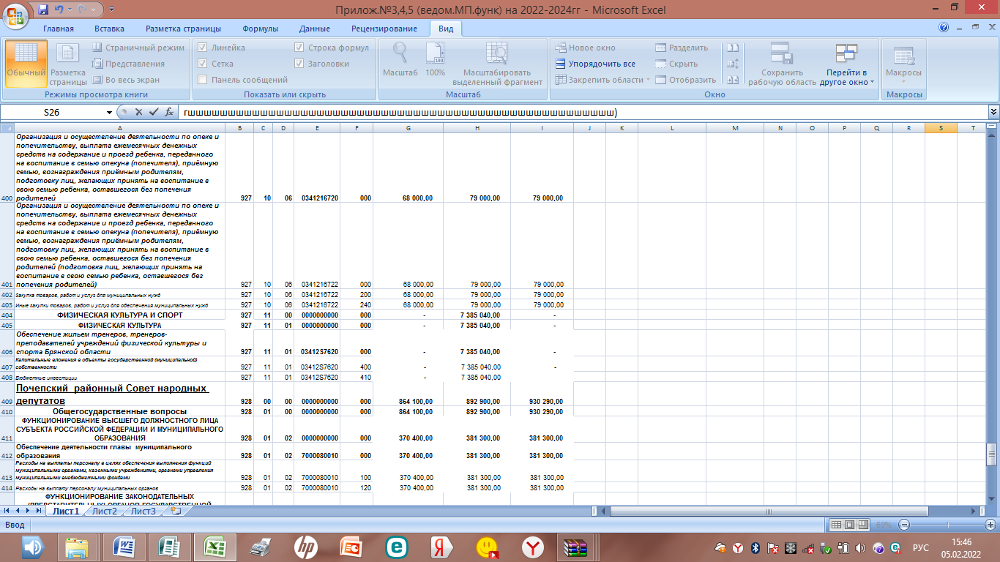 Прилож.№3,4,5 (ведом.МП.функ) на 2022-2024гг - Microsoft Excel
Главная Вставка Разметка страницы Формулы Данные Рецензирование Вид
Обычный Разметка страницы Страничный режим Представления Во весь экран
Режимы просмотра книги
Линейка Строка формул
Сетка Заголовки
Панель сообщений
Показать или скрыть
Масштаб 100% Масштабировать выделенный фрагмент
Масштаб
Новое окно Разделить
Упорядочить все Скрыть
Закрепить области Отобразить
Сохранить рабочую область Перейти в другое окно
Окно
Макросы
Макросы
S26
A B C D E F G H I J K L M N O P Q R S T
Организация и осуществление деятельности по опеке и
попечительству, выплата ежемесячных денежных
средств на содержание и проезд ребенка, переданного
на воспитание в семью опекуна (попечителя), приёмную
семью, вознаграждения приёмным родителям,
подготовку лиц, желающих принять на воспитание в
свою семью ребенка, оставшегося без попечения
400 родителей 927 10 06 0341216720 000 68 000,00 79 000,00 79 000,00
Организация и осуществление деятельности по опеке и
попечительству, выплата ежемесячных денежных
средств на содержание и проезд ребенка, переданного
на воспитание в семью опекуна (попечителя), приёмную
семью, вознаграждения приёмным родителям,
подготовку лиц, желающих принять на воспитание в
свою семью ребенка, оставшегося без попечения
родителей (подготовка лиц, желающих принять на
воспитание в свою семью ребенка, оставшегося без
401 попечения родителей) 927 10 06 0341216722 000 68 000,00 79 000,00 79 000,00
402 Закупка товаров, работ и услуг для муниципальных нужд 927 10 06 0341216722 200 68 000,00 79 000,00 79 000,00
403 Иные закупки товаров, работ и услуг для обеспечения муниципальных нужд 927 10 06 0341216722 240 68 000,00 79 000,00 79 000,00
404 ФИЗИЧЕСКАЯ КУЛЬТУРА И СПОРТ 927 11 00 0000000000 000 - 7 385 040,00 -
405 ФИЗИЧЕСКАЯ КУЛЬТУРА 927 11 01 0000000000 000 - 7 385 040,00 -
Обеспечение жильем тренеров, тренеров-
преподавателей учреждений физической культуры и
406 спорта Брянской области 927 11 01 03412S7620 000 - 7 385 040,00 -
Капитальные вложения в объекты государственной (муниципальной)
407 собственности 927 11 01 03412S7620 400 - 7 385 040,00 -
408 Бюджетные инвестиции 927 11 01 03412S7620 410 - 7 385 040,00
Почепский районный Совет народных
409 депутатов 928 00 00 0000000000 000 864 100,00 892 900,00 930 290,00
410 Общегосударственные вопросы 928 01 00 0000000000 000 864 100,00 892 900,00 930 290,00
ФУНКЦИОНИРОВАНИЕ ВЫСШЕГО ДОЛЖНОСТНОГО ЛИЦА
СУБЪЕКТА РОССИЙСКОЙ ФЕДЕРАЦИИ И МУНИЦИПАЛЬНОГО
411 ОБРАЗОВАНИЯ 928 01 02 0000000000 000 370 400,00 381 300,00 381 300,00
Обеспечение деятельности главы муниципального
412 образования 928 01 02 7000080010 000 370 400,00 381 300,00 381 300,00
Расходы на выплаты персоналу в целях обеспечения выполнения функций
муниципальными органами, казенными учреждениями, органами управления
413 муниципальными внебюджетными фондами 928 01 02 7000080010 100 370 400,00 381 300,00 381 300,00
414 Расходы на выплату персоналу муниципальных органов 928 01 02 7000080010 120 370 400,00 381 300,00 381 300,00
ФУНКЦИОНИРОВАНИЕ ЗАКОНОДАТЕЛЬНЫХ
Лист1 Лист2 Лист3
Ввод 69%
РУС 15:46
05.02.2022